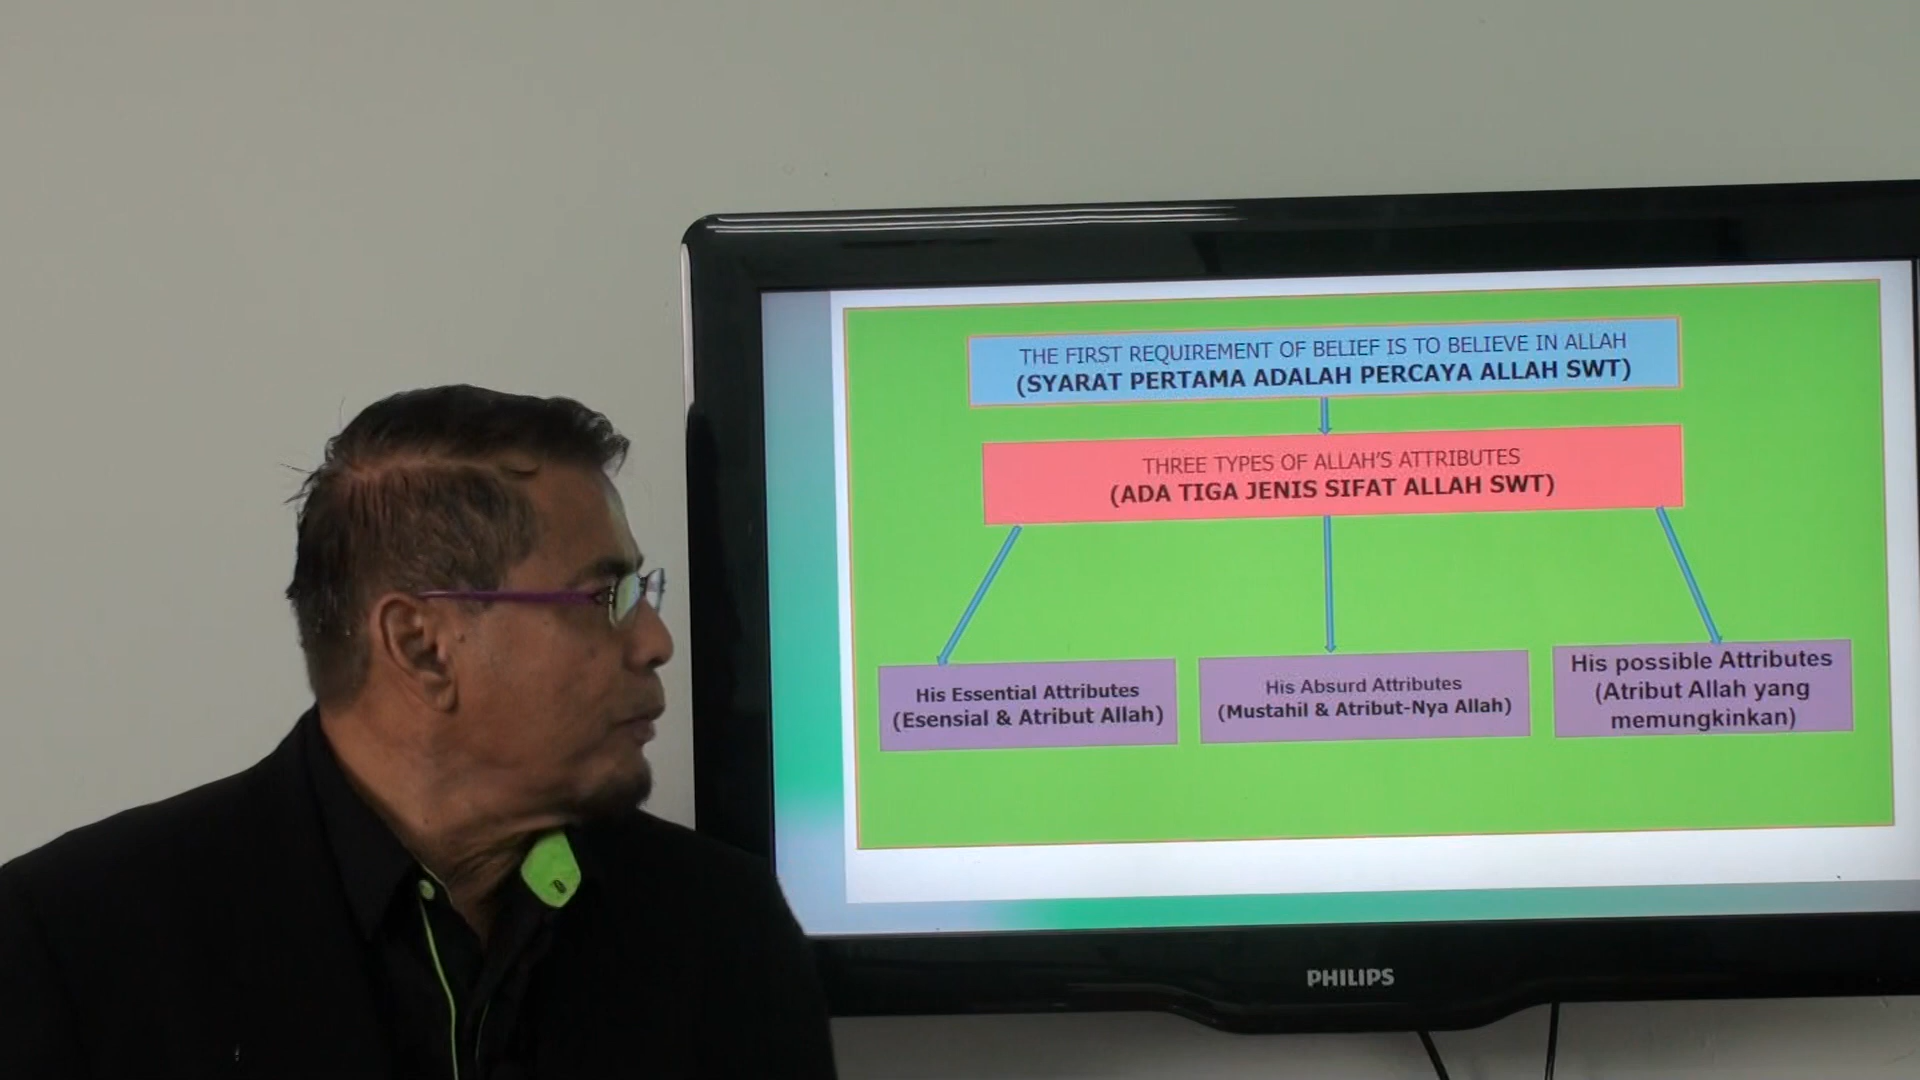 THE FIRST REQUIREMENT OF BELIEF IS TO BELIEVE IN ALLAH
(SYARAT PERTAMA ADALAH PERCAYA ALLAH SWT)
THREE TYPES OF ALLAH'S ATTRIBUTES
(ADA TIGA JENIS SIFAT ALLAH SWT)
His Essential Attributes
(Esensial & Atribut Allah)
His Absurd Attributes
(Mustahil & Atribut-Nya Allah)
His possible Attributes
(Atribut Allah yang
memungkinkan)
PHILIPS